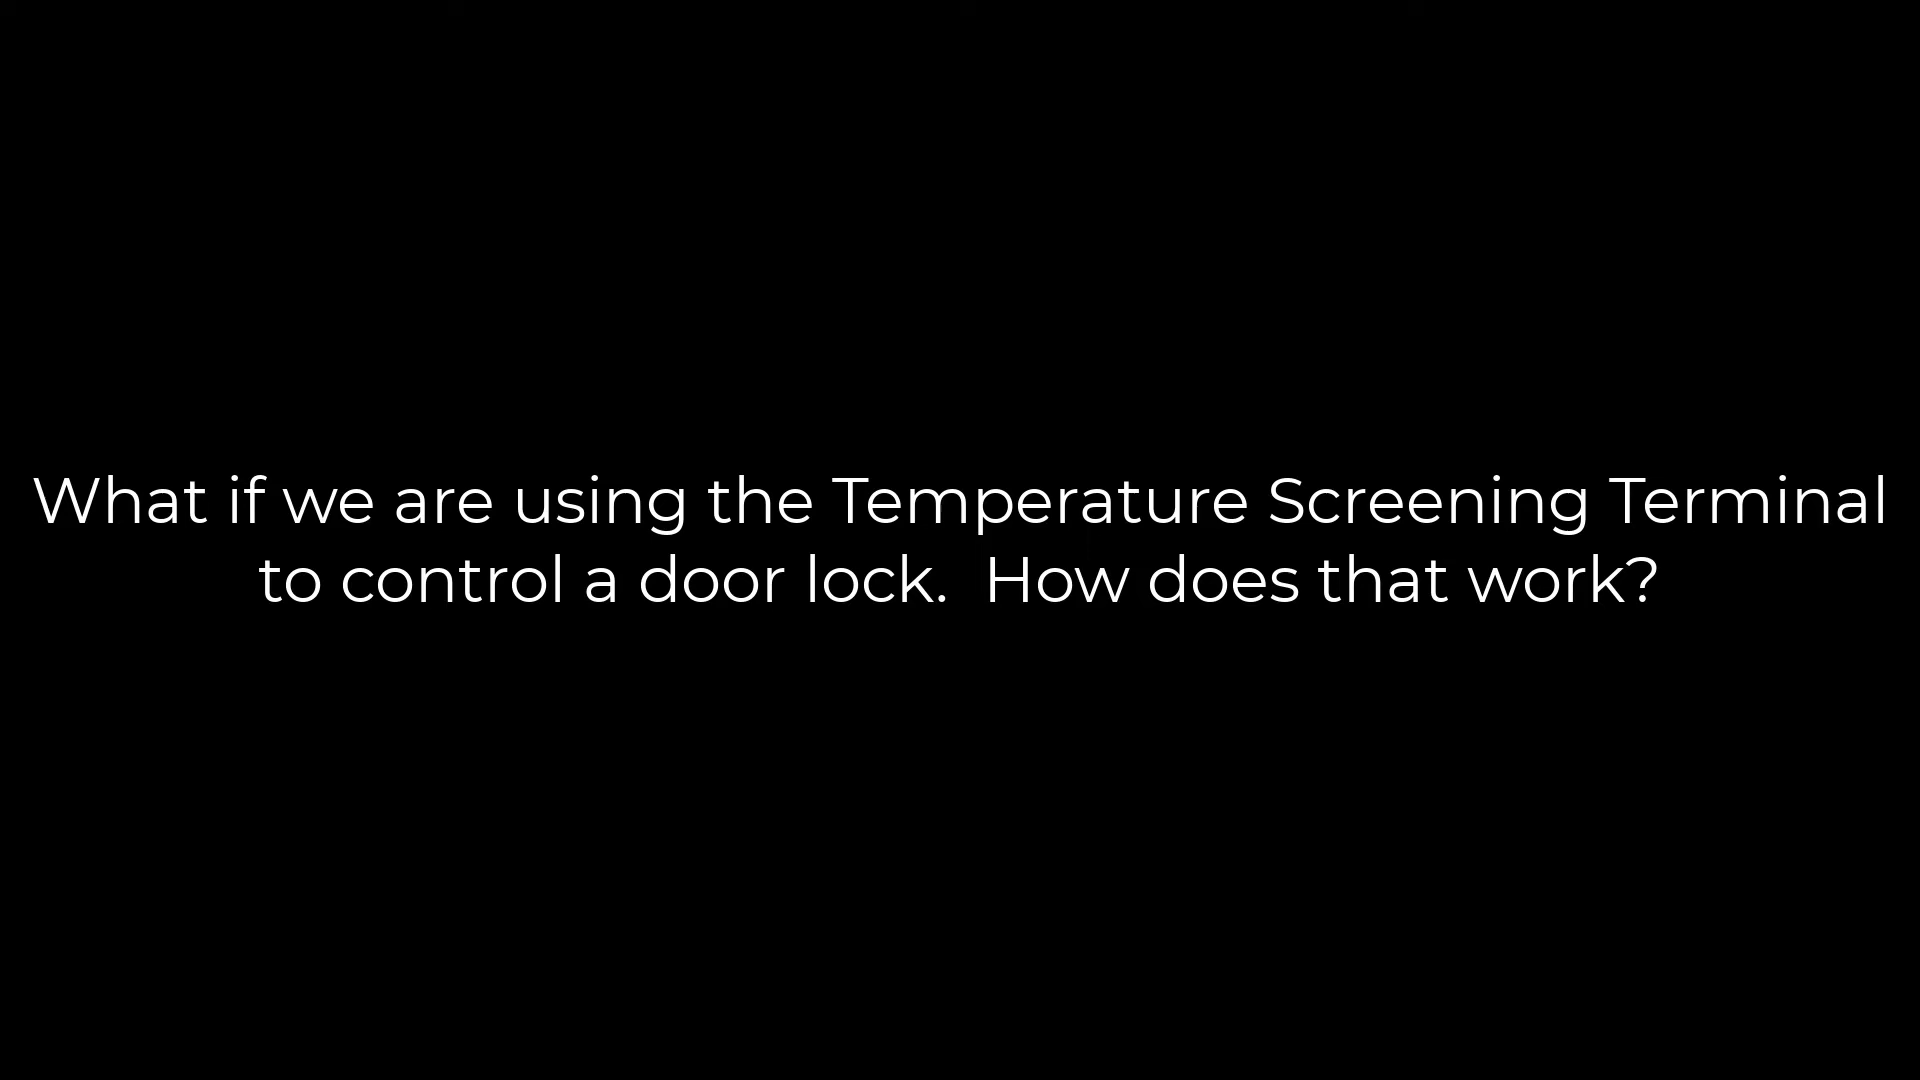 What if we are using the Temperature Screening Terminal
to control a door lock.  How does that work?